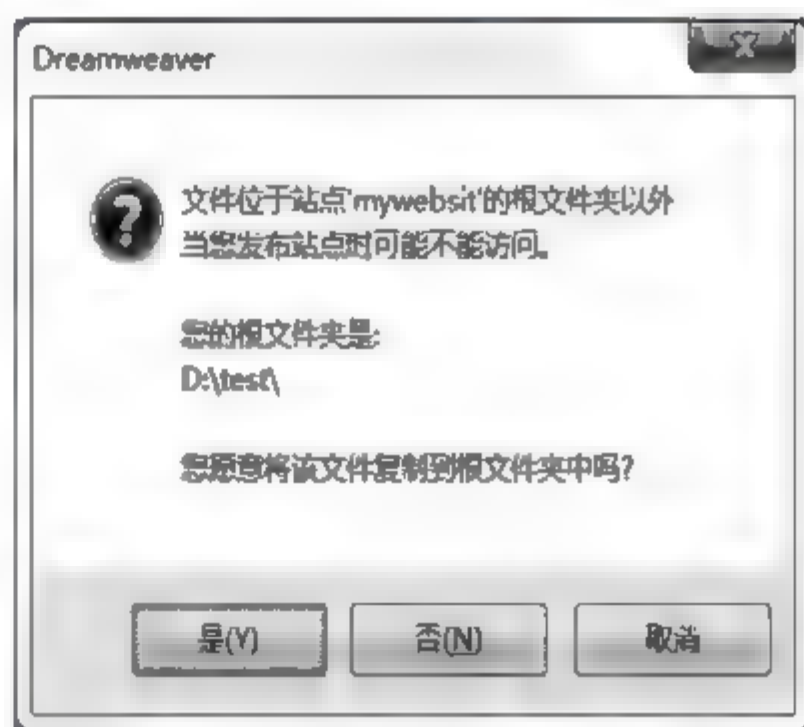 Dreamweaver
文件位于站点'mywebsit'的根文件夹以外
当您发布站点时可能不能访问。
您的根文件夹是:
D:\test\
您愿意将该文件复制到根文件夹中吗?
是(Y)
否(N)
取消